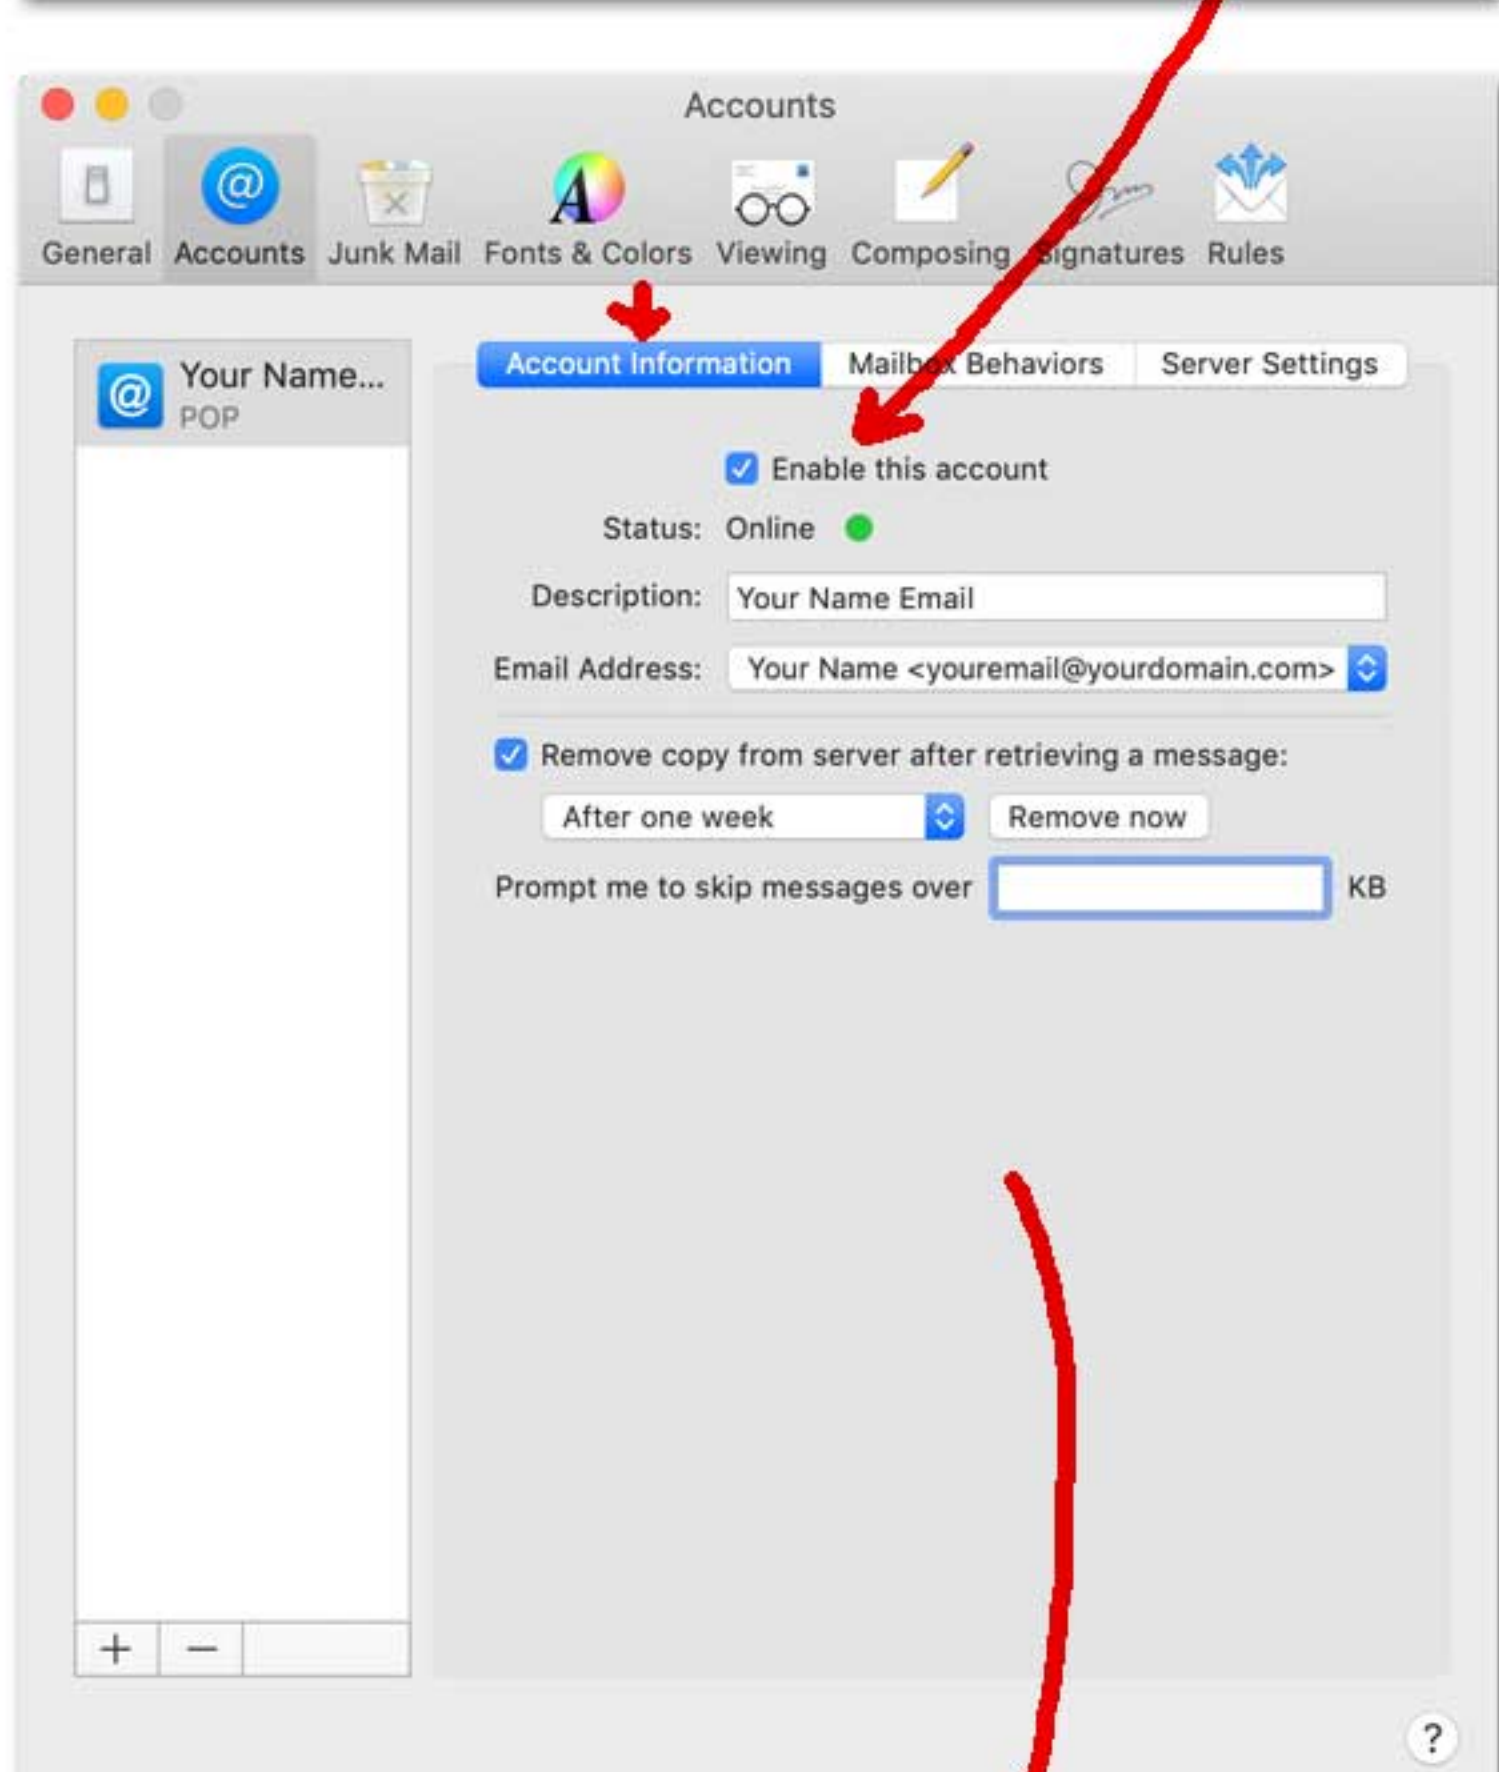 Accounts
General Accounts Junk Mail Fonts & Colors Viewing Composing Signatures Rules
Your Name...
POP
Account Information Mailbox Behaviors Server Settings
Enable this account
Status: Online
Description: Your Name Email
Email Address: Your Name <youremail@yourdomain.com>
Remove copy from server after retrieving a message:
After one week Remove now
Prompt me to skip messages over KB
+ −
?